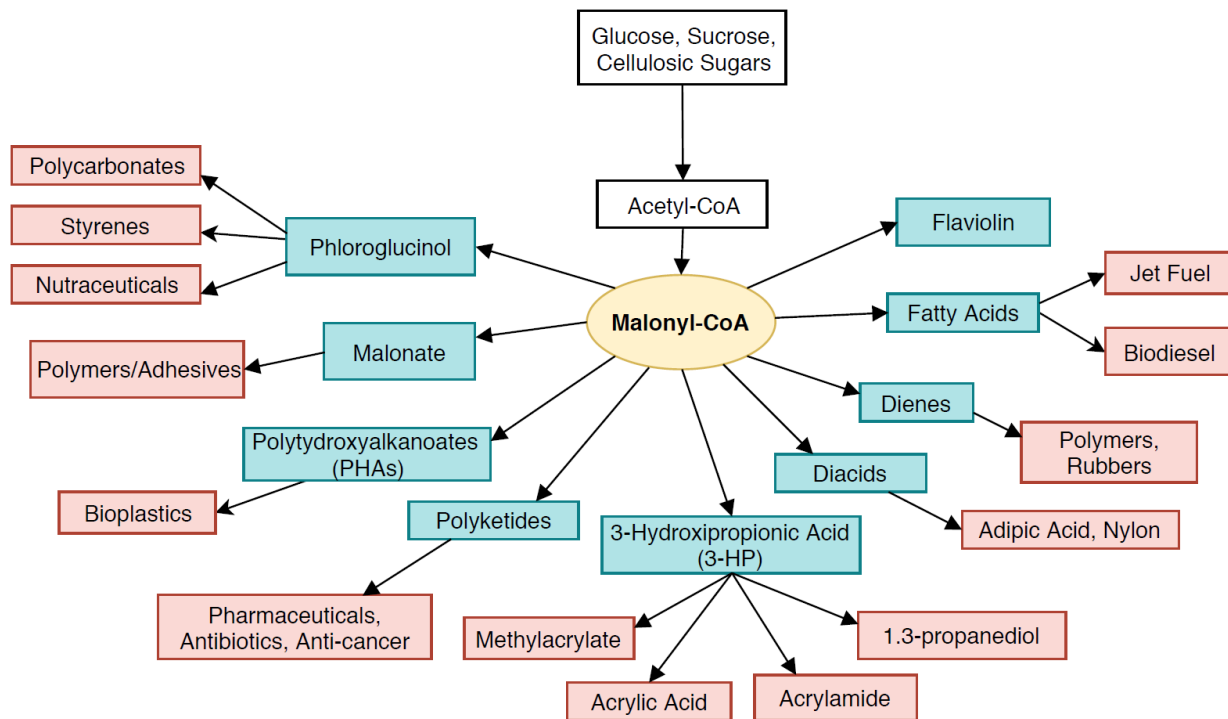 Glucose, Sucrose,
Cellulosic Sugars
Acetyl-CoA
Malonyl-CoA
Phloroglucinol
Polycarbonates
Styrenes
Nutraceuticals
Malonate
Polymers/Adhesives
Polytydroxyalkanoates
(PHAs)
Bioplastics
Polyketides
Pharmaceuticals,
Antibiotics, Anti-cancer
3-Hydroxipropionic Acid
(3-HP)
Methylacrylate
Acrylic Acid
Acrylamide
1.3-propanediol
Diacids
Adipic Acid, Nylon
Dienes
Polymers,
Rubbers
Fatty Acids
Jet Fuel
Biodiesel
Flaviolin